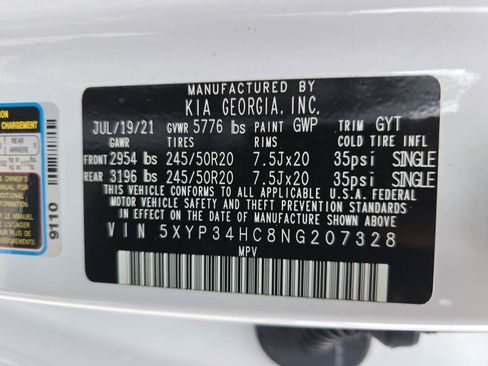 MANUFACTURED BY
KIA GEORGIA, INC.
JUL/19/21 GVWR 5776 lbs PAINT GWP TRIM GYT
GAWR TIRES RIMS COLD TIRE INFL
FRONT 2954 lbs 245/50R20 7.5Jx20 35psi SINGLE
REAR 3196 lbs 245/50R20 7.5Jx20 35psi SINGLE
THIS VEHICLE CONFORMS TO ALL APPLICABLE U.S.A.FEDERAL
MOTOR VEHICLE SAFETY AND THEFT PREVENTION STANDARDS
IN EFFECT ON THE DATE OF MANUFACTURE SHOWN ABOVE.
VIN 5XYP34HC8NG207328
MPV
CHARGEMENT
REAR
ARRIÈRE
9110